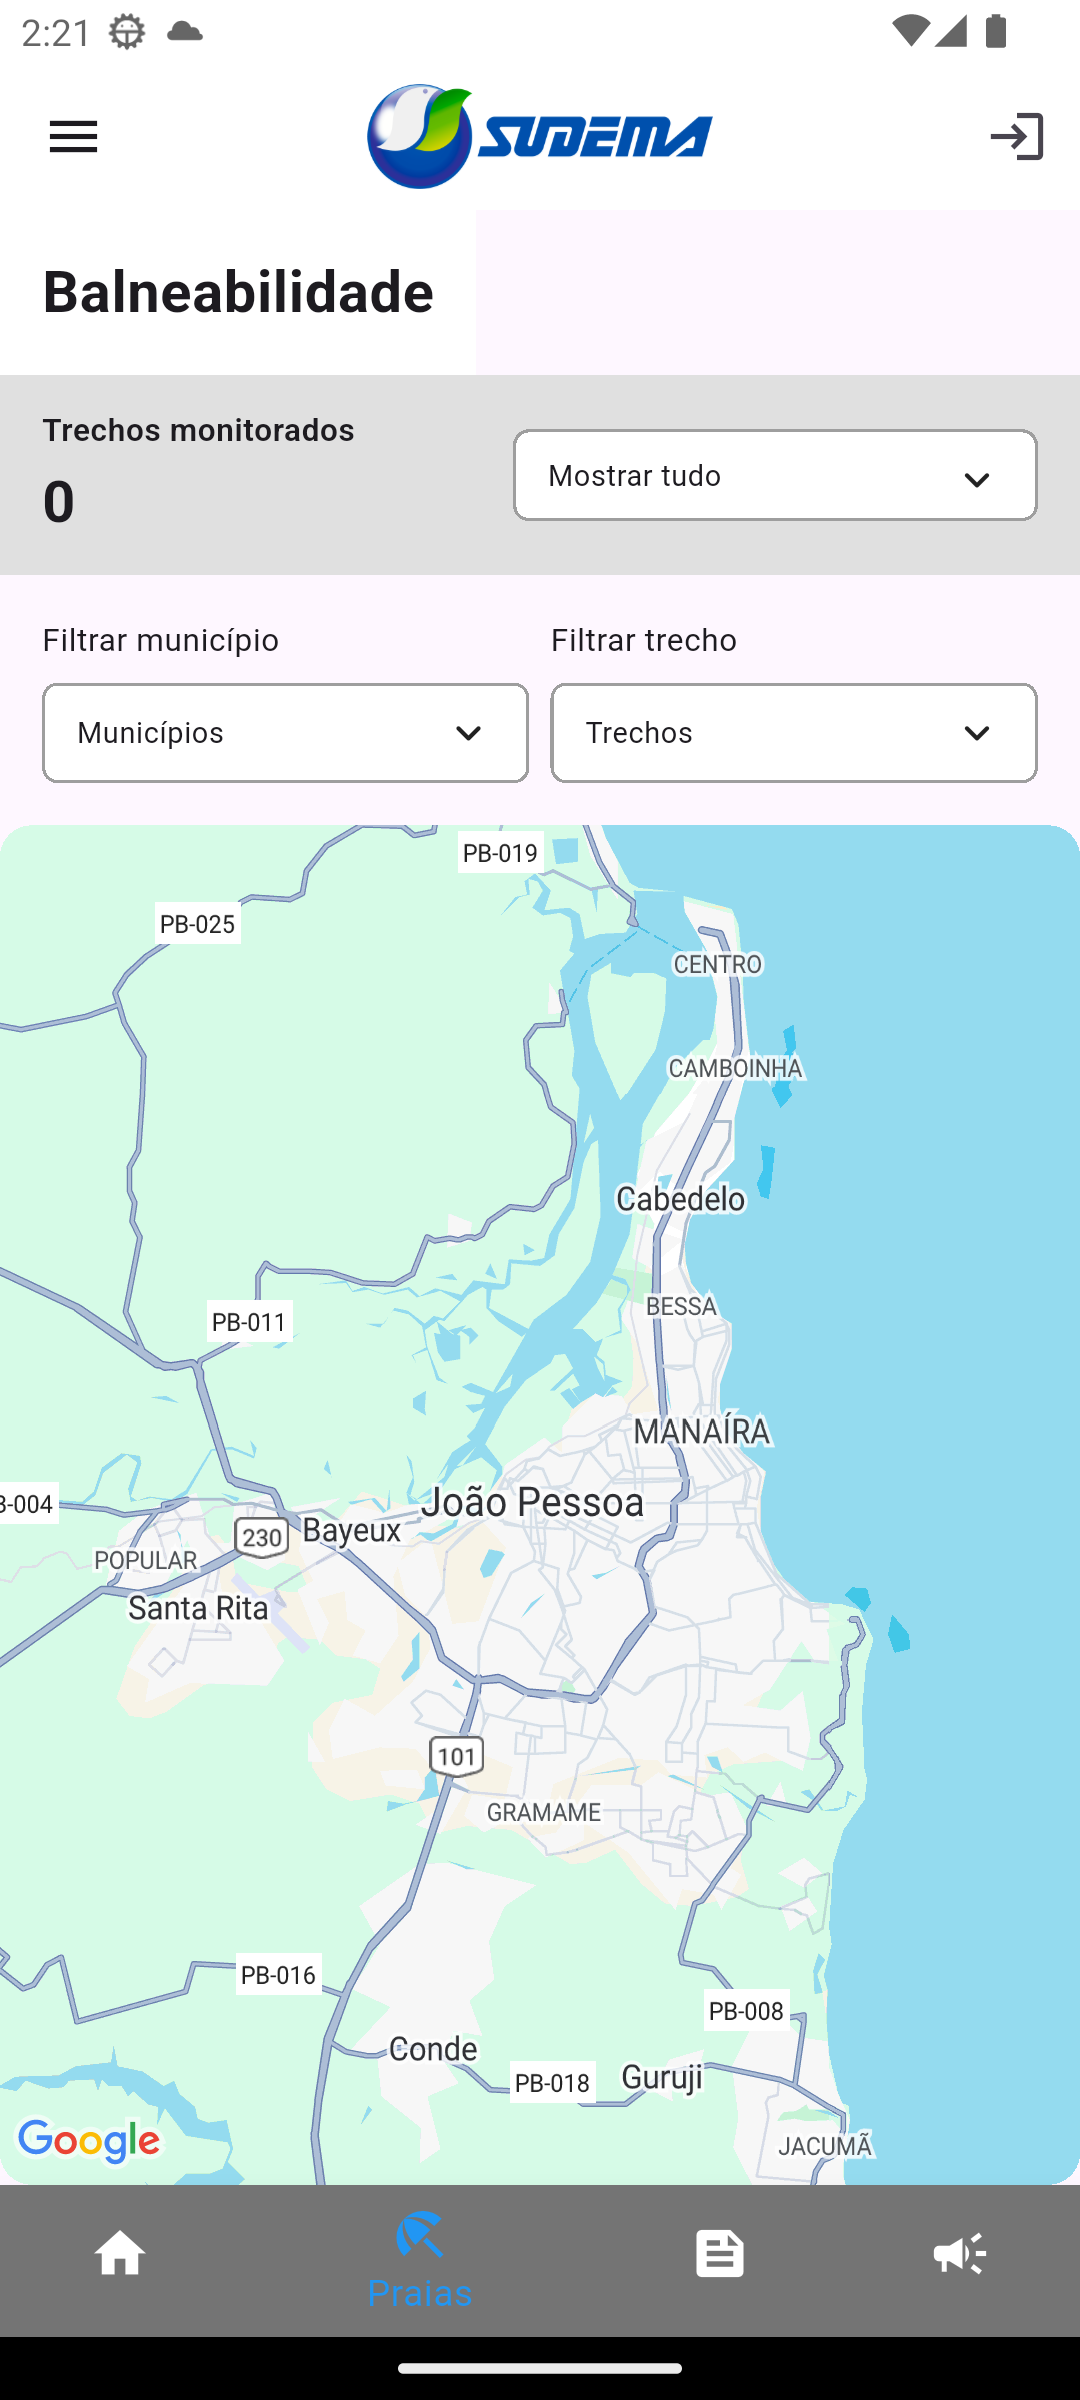 2:21
SUDEMA
Balneabilidade
Trechos monitorados
0
Mostrar tudo
Filtrar município
Filtrar trecho
Municípios
Trechos
PB-019
PB-025
CENTRO
CAMBOINHA
Cabedelo
BESSA
PB-011
MANAÍRA
João Pessoa
B-004
230
Bayeux
POPULAR
Santa Rita
101
GRAMAME
PB-016
PB-008
Conde
PB-018
Guruji
JACUMÃ
Google
Praias